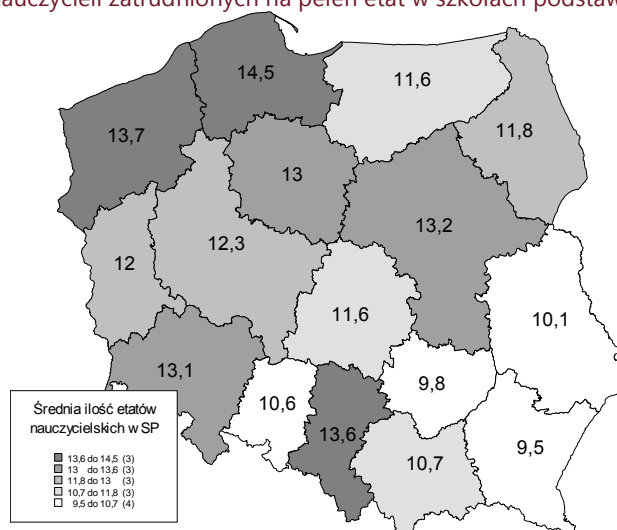 nauczycieli zatrudnionych na pełen etat w szkołach podstaw
14,5
11,6
13,7
11,8
13
13,2
12,3
12
11,6
10,1
13,1
9,8
10,6
13,6
9,5
10,7
Średnia ilość etatów
nauczycielskich w SP
13,6 do 14,5 (3)
13 do 13,6 (3)
11,8 do 13 (3)
10,7 do 11,8 (3)
9,5 do 10,7 (4)